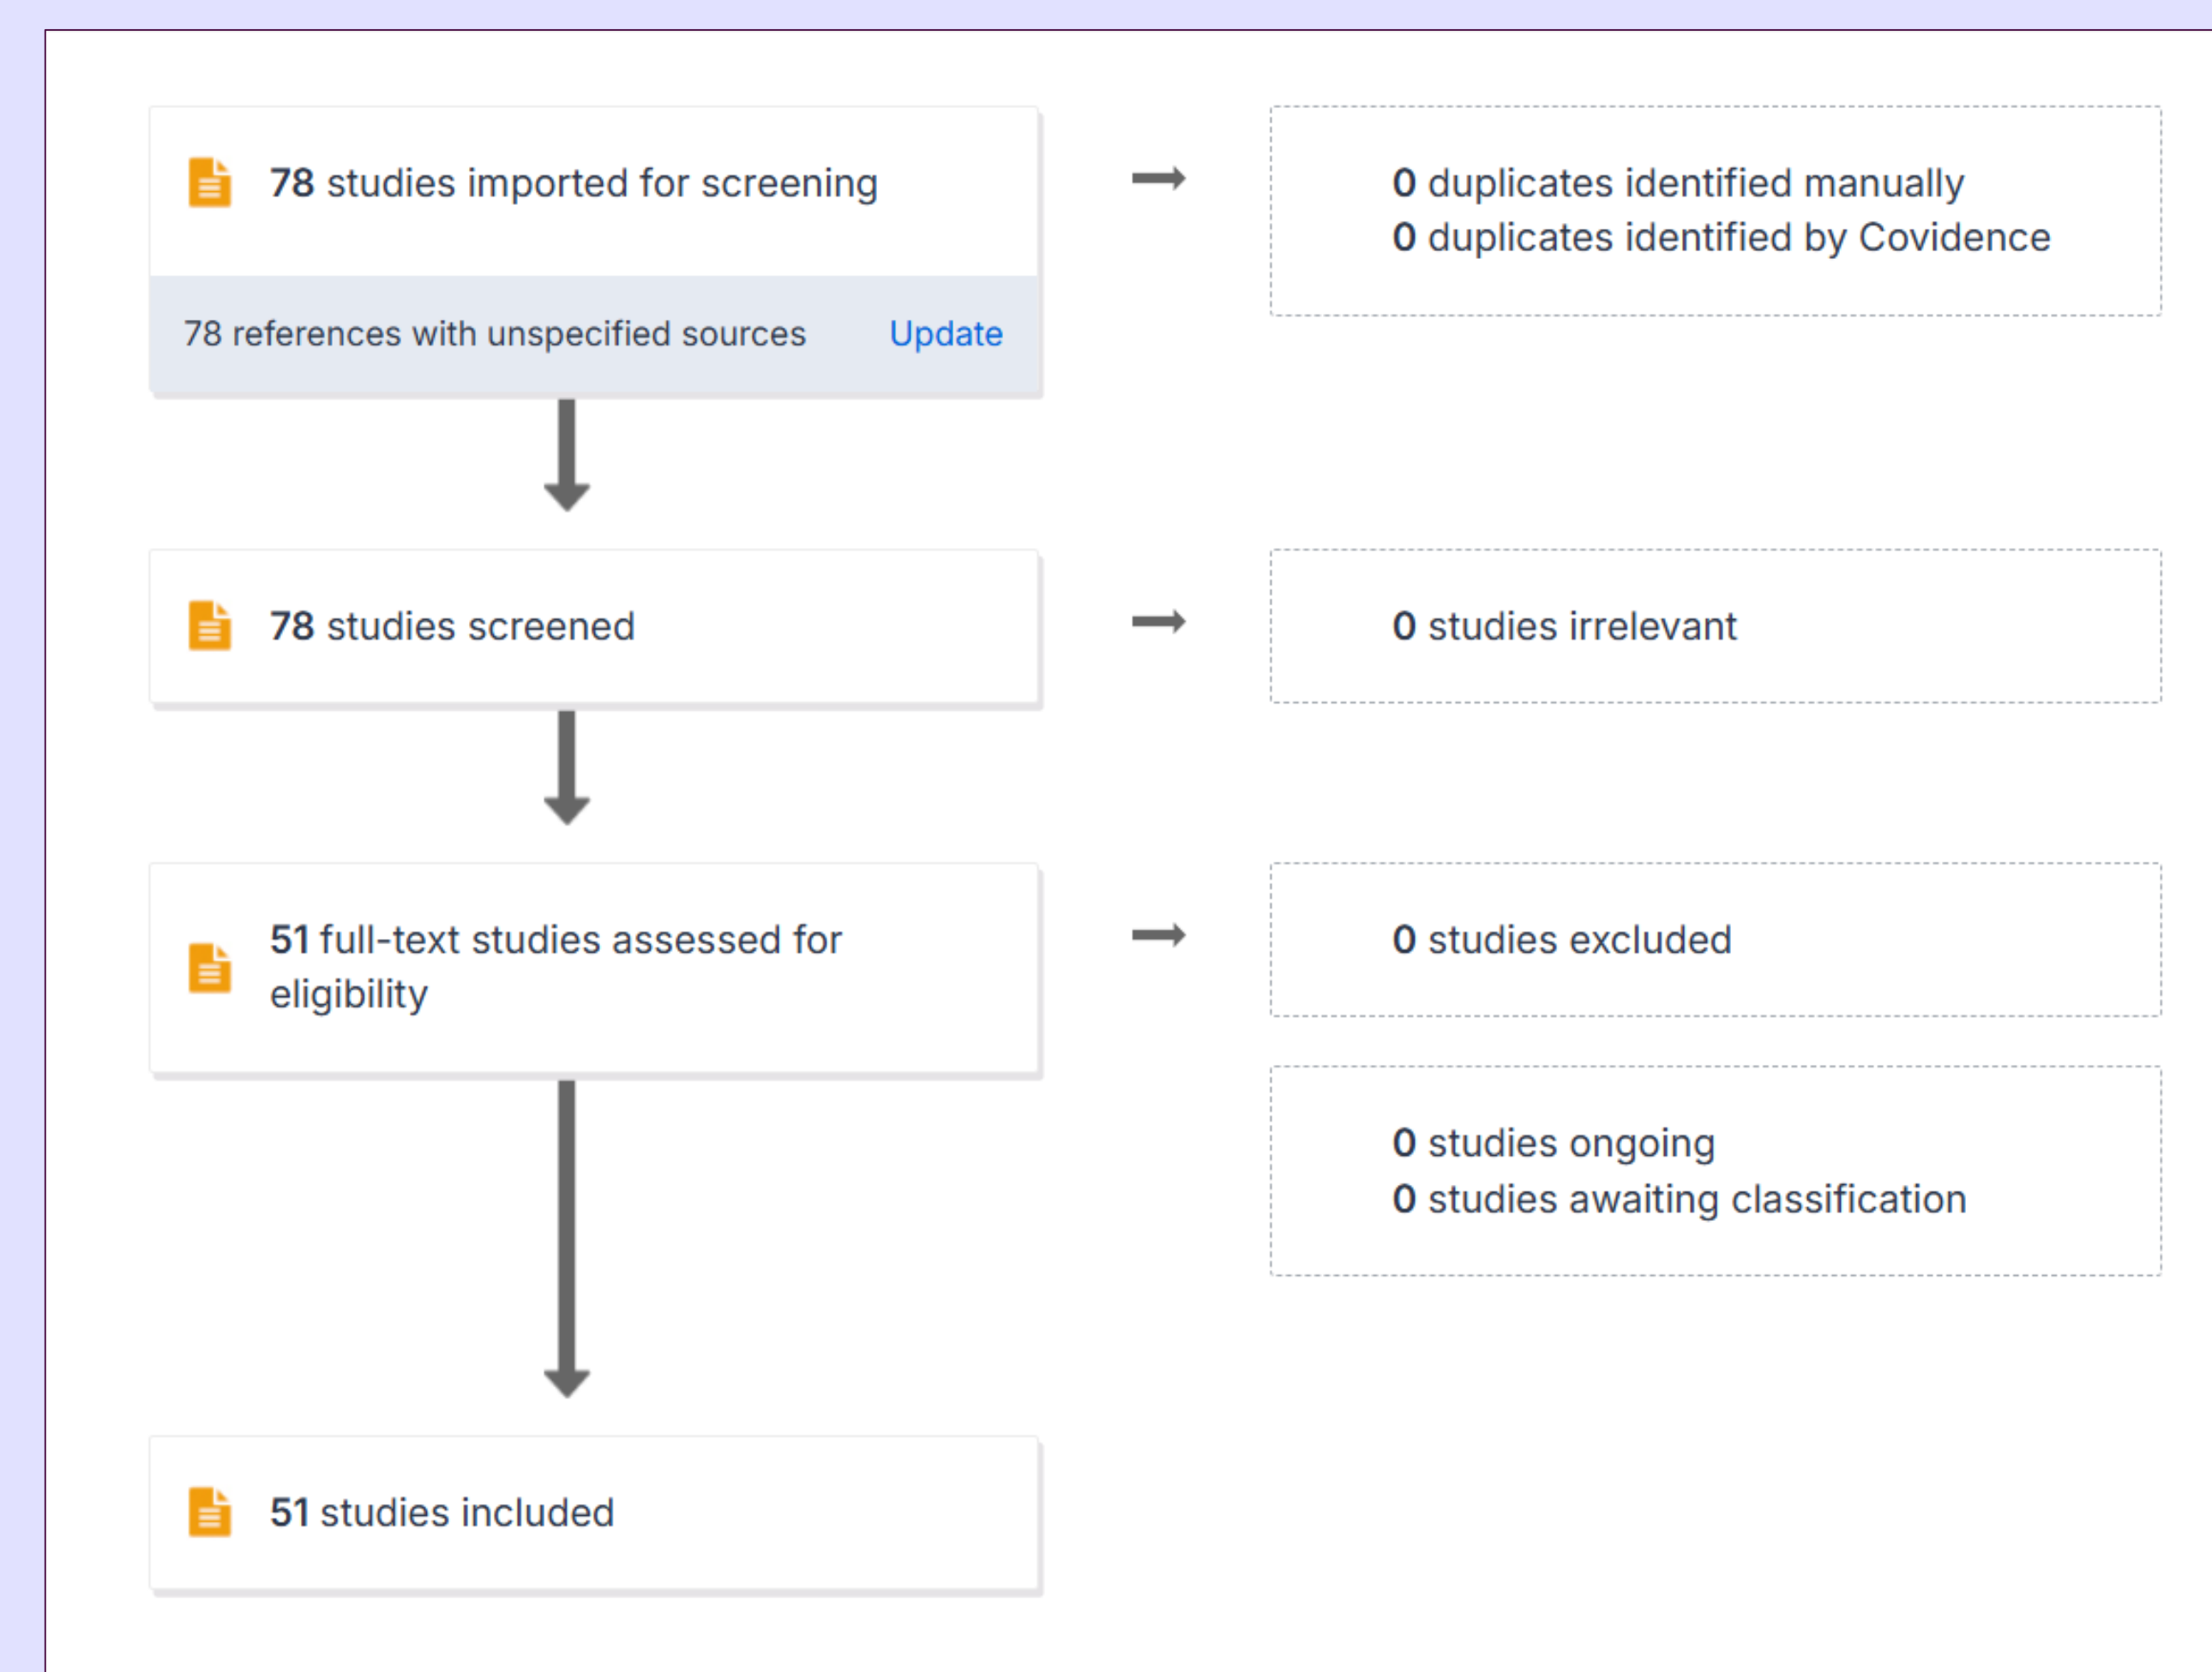 78 studies imported for screening
0 duplicates identified manually
0 duplicates identified by Covidence
78 references with unspecified sources
Update
78 studies screened
0 studies irrelevant
51 full-text studies assessed for
eligibility
0 studies excluded
0 studies ongoing
0 studies awaiting classification
51 studies included